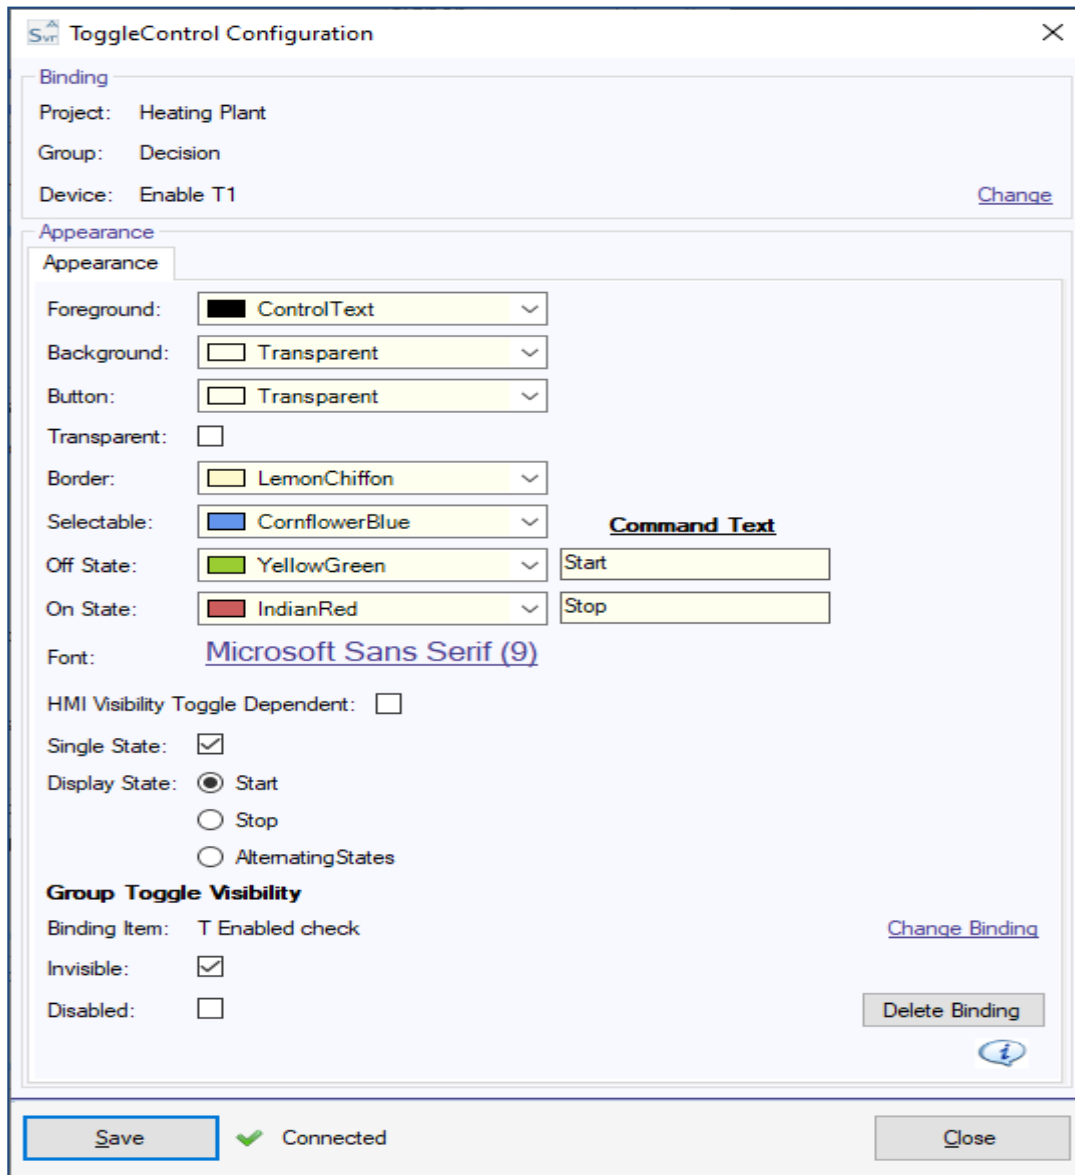 Svr ToggleControl Configuration
Binding
Project: Heating Plant
Group: Decision
Device: Enable T1 Change
Appearance
Appearance
Foreground: ControlText
Background: Transparent
Button: Transparent
Transparent:
Border: LemonChiffon
Selectable: CornflowerBlue Command Text
Off State: YellowGreen Start
On State: IndianRed Stop
Font: Microsoft Sans Serif (9)
HMI Visibility Toggle Dependent:
Single State:
Display State: Start
Stop
AlternatingStates
Group Toggle Visibility
Binding Item: T Enabled check Change Binding
Invisible:
Disabled: Delete Binding
i
Save Connected Close